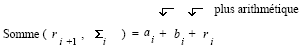 plus arithmétique
Somme ( r i+1 , Σ i ) = a i + b i + r i